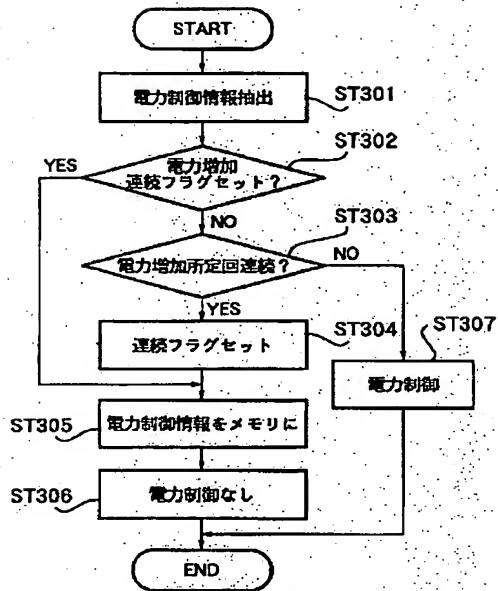 START
電力制御情報抽出
ST301
電力増加
連続フラグセット?
ST302
YES
NO
電力増加所定回連続?
ST303
NO
YES
連続フラグセット
ST304
電力制御
ST307
電力制御情報をメモリに
ST305
電力制御なし
ST306
END